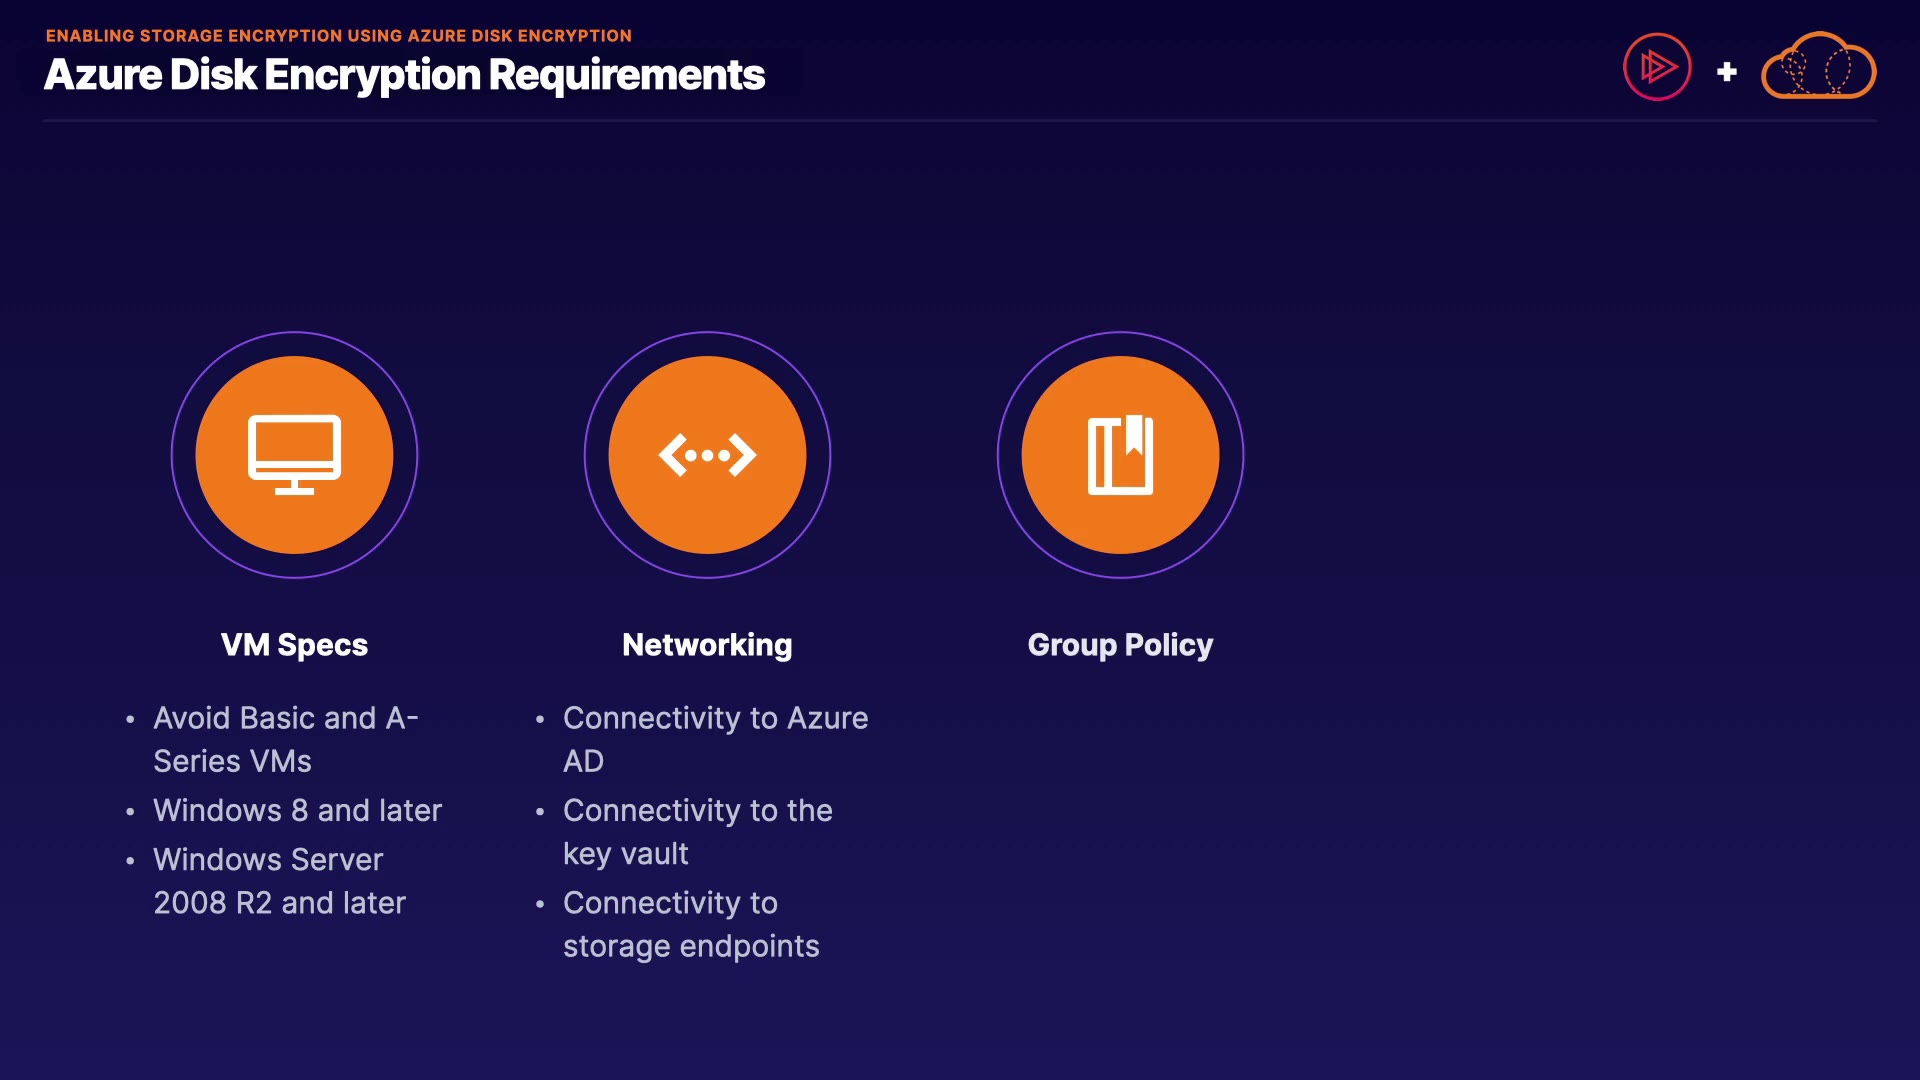 ENABLING STORAGE ENCRYPTION USING AZURE DISK ENCRYPTION
Azure Disk Encryption Requirements
VM Specs
• Avoid Basic and A-
Series VMs
• Windows 8 and later
• Windows Server
2008 R2 and later
Networking
• Connectivity to Azure
AD
• Connectivity to the
key vault
• Connectivity to
storage endpoints
Group Policy